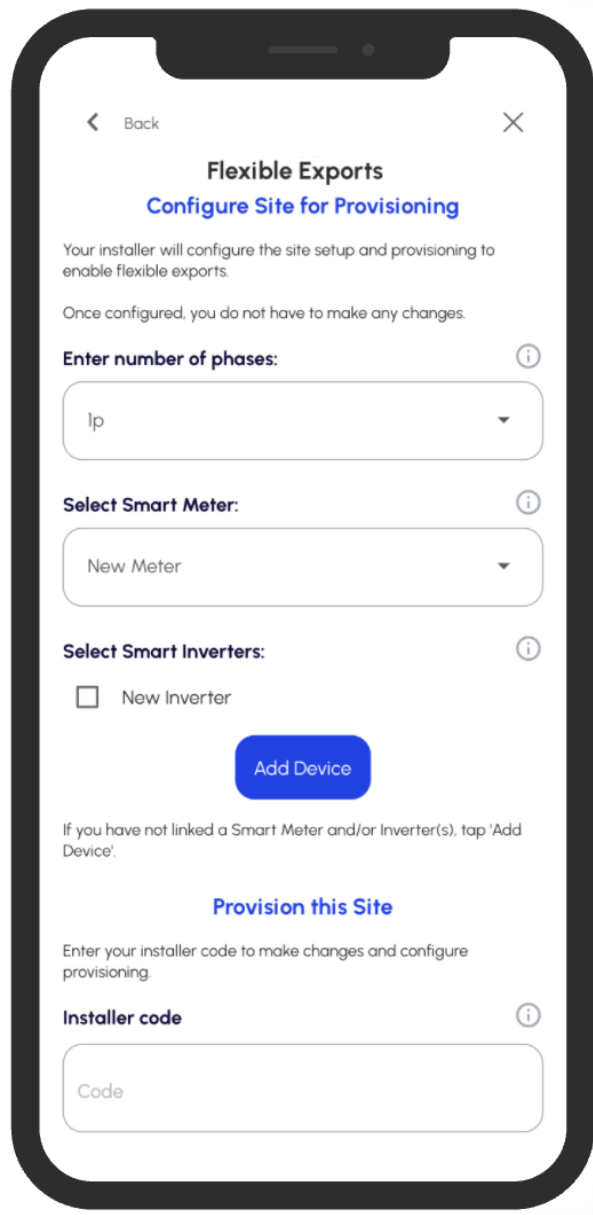 Back
Flexible Exports
Configure Site for Provisioning
Your installer will configure the site setup and provisioning to
enable flexible exports.
Once configured, you do not have to make any changes.
Enter number of phases:
1p
Select Smart Meter:
New Meter
Select Smart Inverters:
New Inverter
Add Device
If you have not linked a Smart Meter and/or Inverter(s), tap 'Add
Device'.
Provision this Site
Enter your installer code to make changes and configure
provisioning.
Installer code
Code